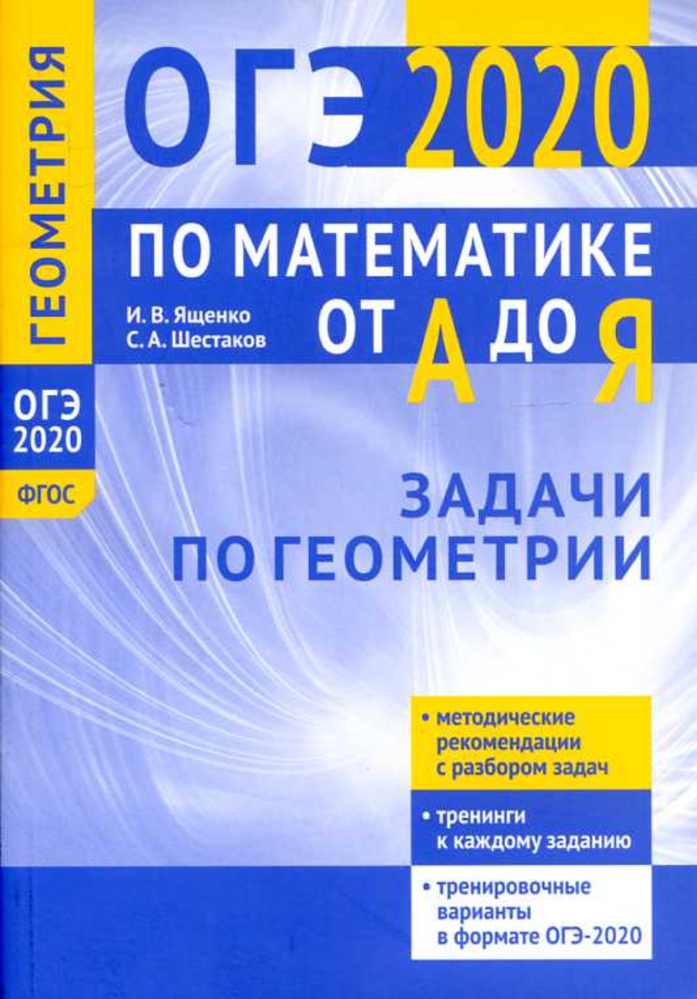 ГЕОМЕТРИЯ
ОГЭ
2020
ФГОС
ОГЭ 2020
ПО МАТЕМАТИКЕ
И. В. Ященко
С. А. Шестаков
ОТ А ДО Я
ЗАДАЧИ
ПО ГЕОМЕТРИИ
• методические
рекомендации
с разбором задач
• тренинги
к каждому заданию
• тренировочные
варианты
в формате ОГЭ-2020